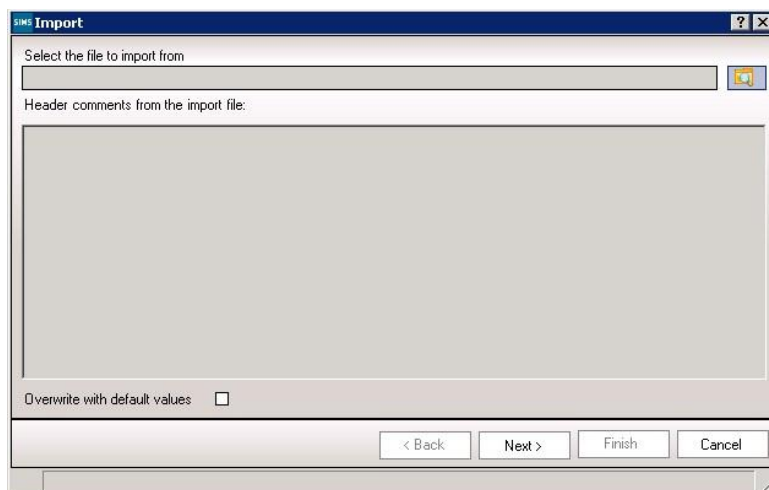 SIMS Import
Select the file to import from
Header comments from the import file:
Overwrite with default values
< Back Next > Finish Cancel